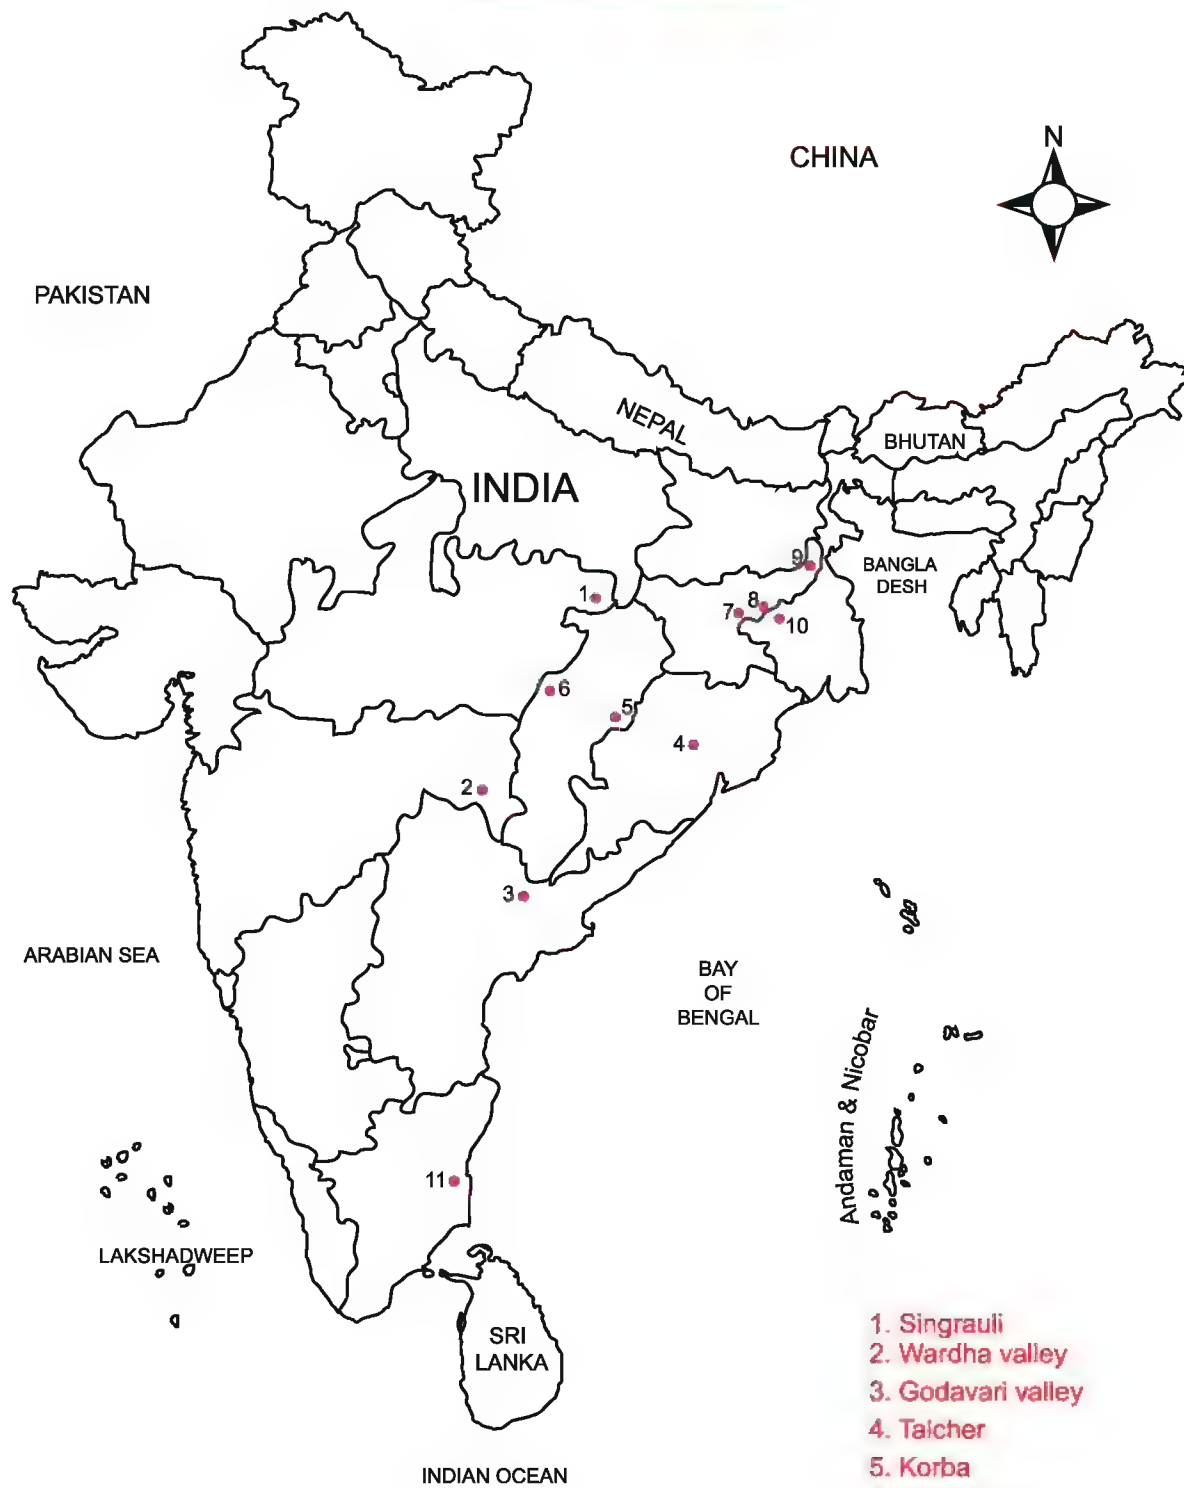 N
CHINA
PAKISTAN
NEPAL
BHUTAN
INDIA
BANGLA
DESH
9
1
8
7
10
6
5
4
2
3
ARABIAN SEA
BAY
OF
BENGAL
Andaman & Nicobar
11
LAKSHADWEEP
SRI
LANKA
INDIAN OCEAN
1. Singrauli
2. Wardha valley
3. Godavari valley
4. Talcher
5. Korba